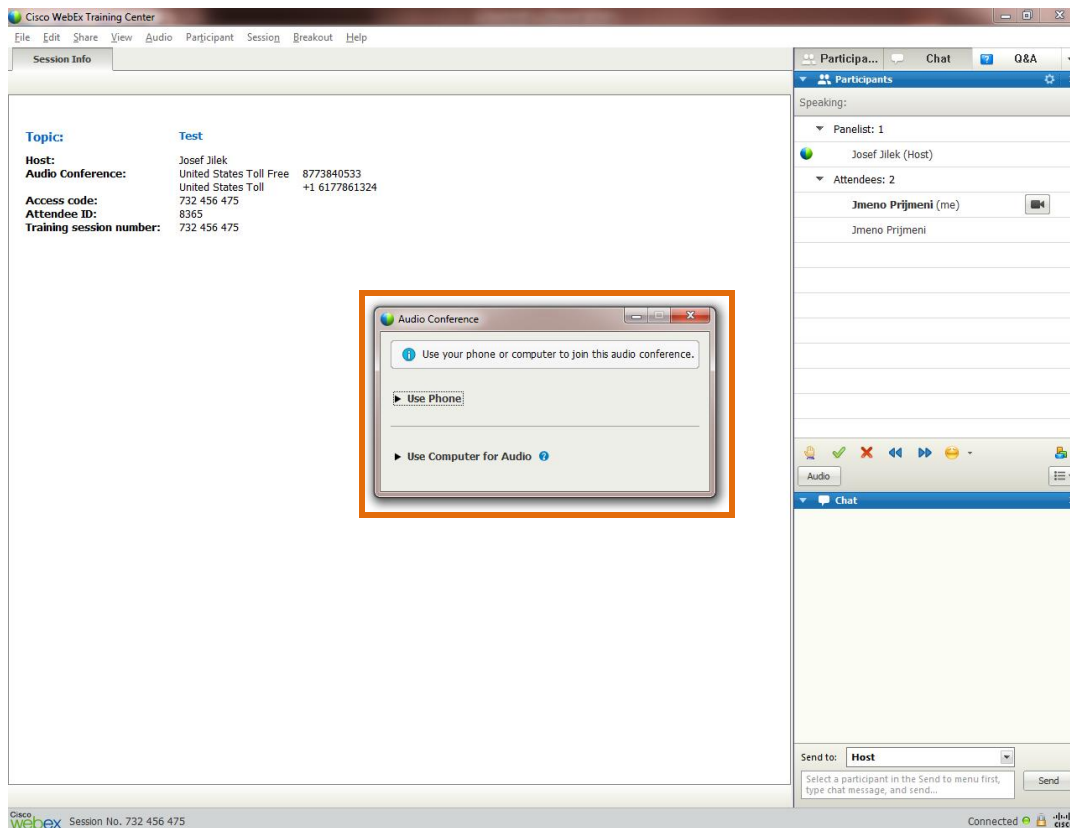 Cisco WebEx Training Center
File Edit Share View Audio Participant Session Breakout Help
Session Info
Topic: Test
Host: Josef Jilek
Audio Conference: United States Toll Free 8773840533
United States Toll +1 6177861324
Access code: 732 456 475
Attendee ID: 8365
Training session number: 732 456 475
Audio Conference
Use your phone or computer to join this audio conference.
Use Phone
Use Computer for Audio
Participa... Chat Q&A
Participants
Speaking:
Panelist: 1
Josef Jilek (Host)
Attendees: 2
Jmeno Prijmeni (me)
Jmeno Prijmeni
Audio
Chat
Send to: Host
Select a participant in the Send to menu first,
type chat message, and send...
Send
Cisco
webex Session No. 732 456 475
Connected